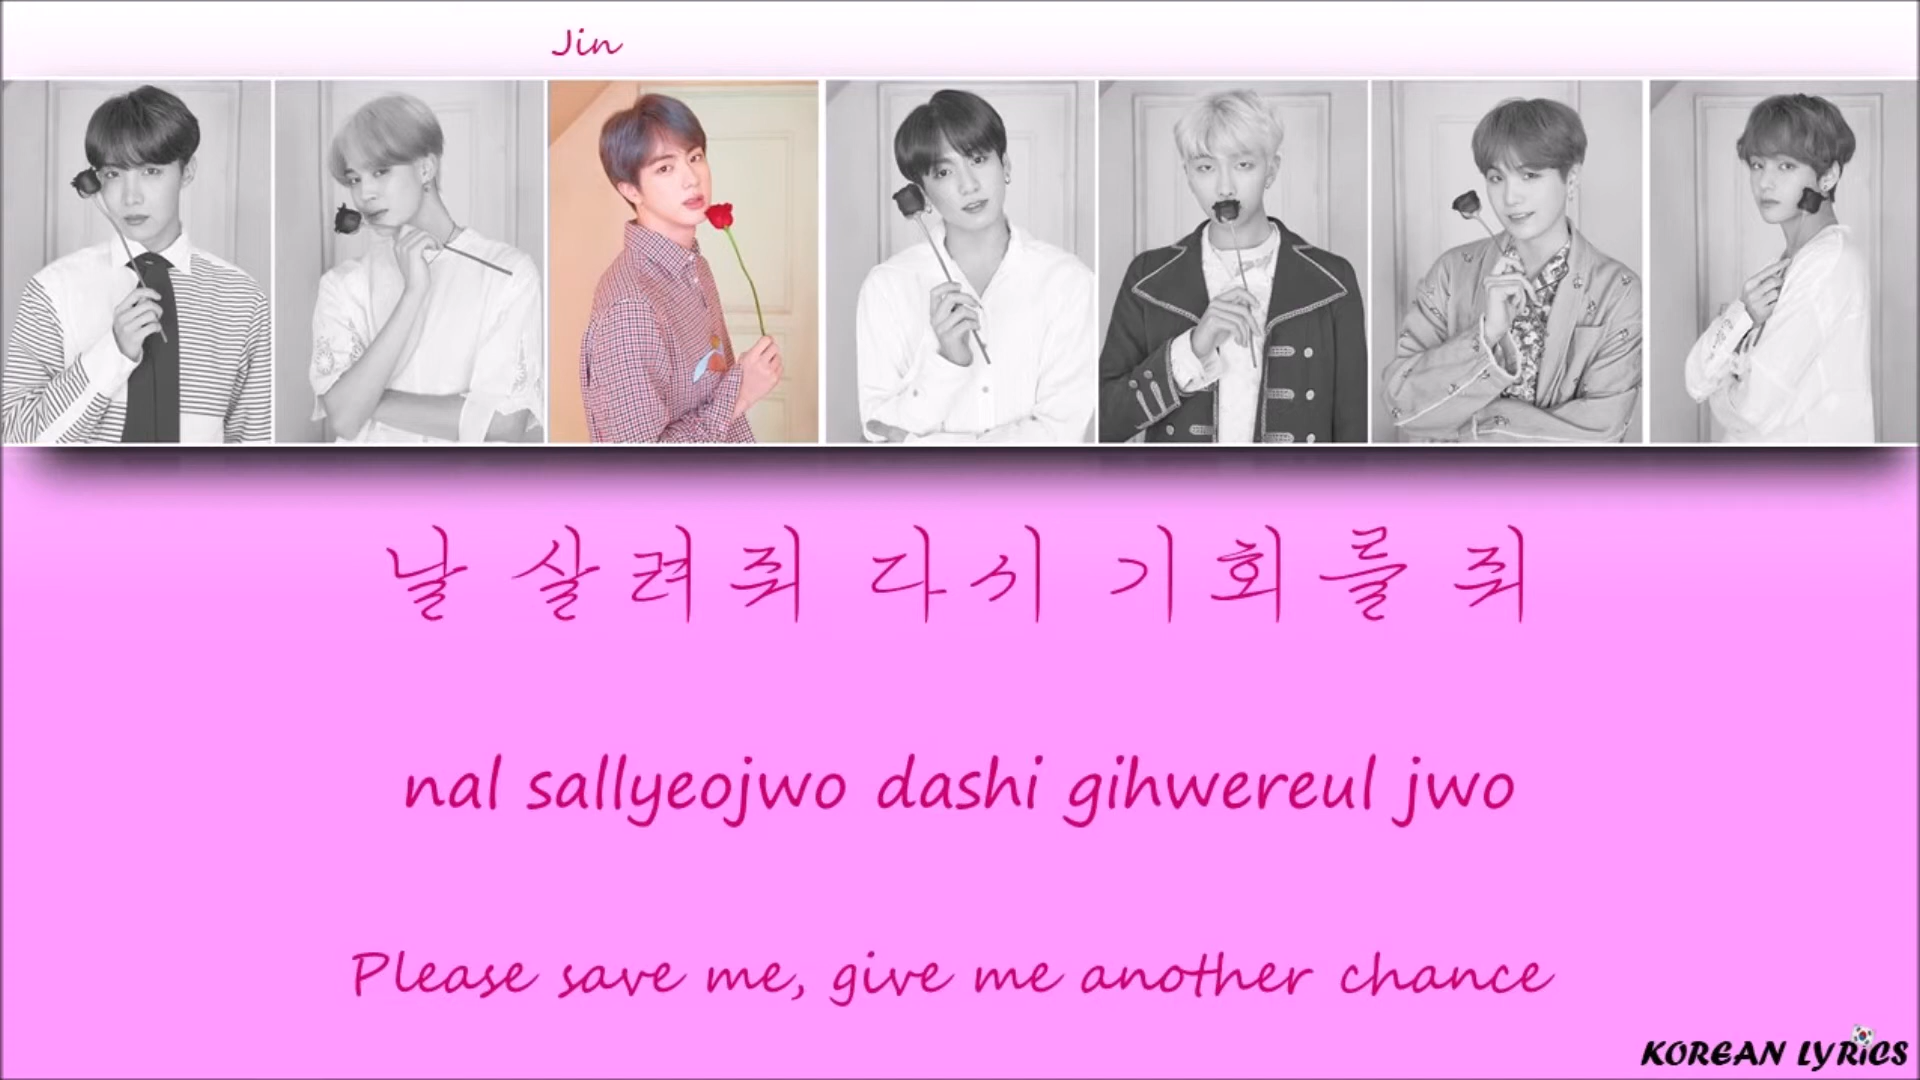 Jin
날 살려줘 다시 기회를 줘
nal sallyeojwo dashi gihwereul jwo
Please save me, give me another chance
KOREAN LYRiCS